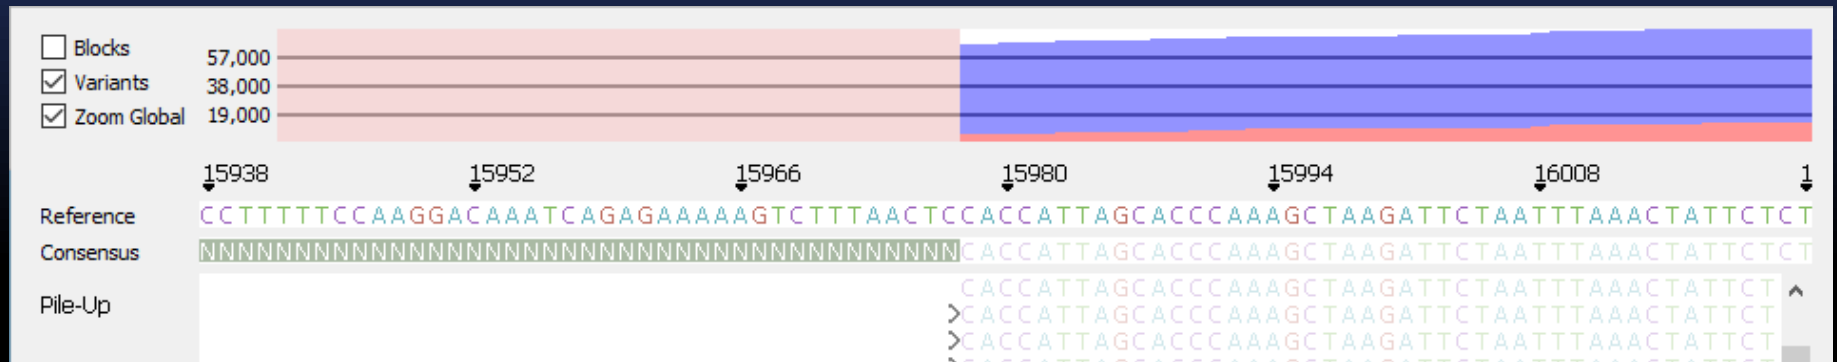 Blocks
Variants
Zoom Global
57,000
38,000
19,000
15938 15952 15966 15980 15994 16008 1
Reference CCTTTTTCCAAGGACAAATCAGAGAAAAAGTCTTTAACTCCACCATTAGCACCCAAAGCTAAGATTCTAATTTAAACTATTCTCT
Consensus NNNNNNNNNNNNNNNNNNNNNNNNNNNNNNNNNNNNNNNNCACCATTAGCACCCAAAGCTAAGATTCTAATTTAAACTATTCTCT
Pile-Up
CACCATTAGCACCCAAAGCTAAGATTCTAATTTAAACTATTCT
CACCATTAGCACCCAAAGCTAAGATTCTAATTTAAACTATTCT
CACCATTAGCACCCAAAGCTAAGATTCTAATTTAAACTATTCT